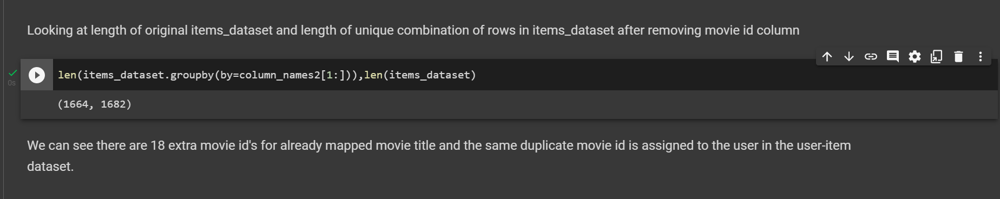 Looking at length of original items_dataset and length of unique combination of rows in items_dataset after removing movie id column
len(items_dataset.groupby(by=column_names2[1:])),len(items_dataset)
0s
(1664, 1682)
We can see there are 18 extra movie id's for already mapped movie title and the same duplicate movie id is assigned to the user in the user-item
dataset.